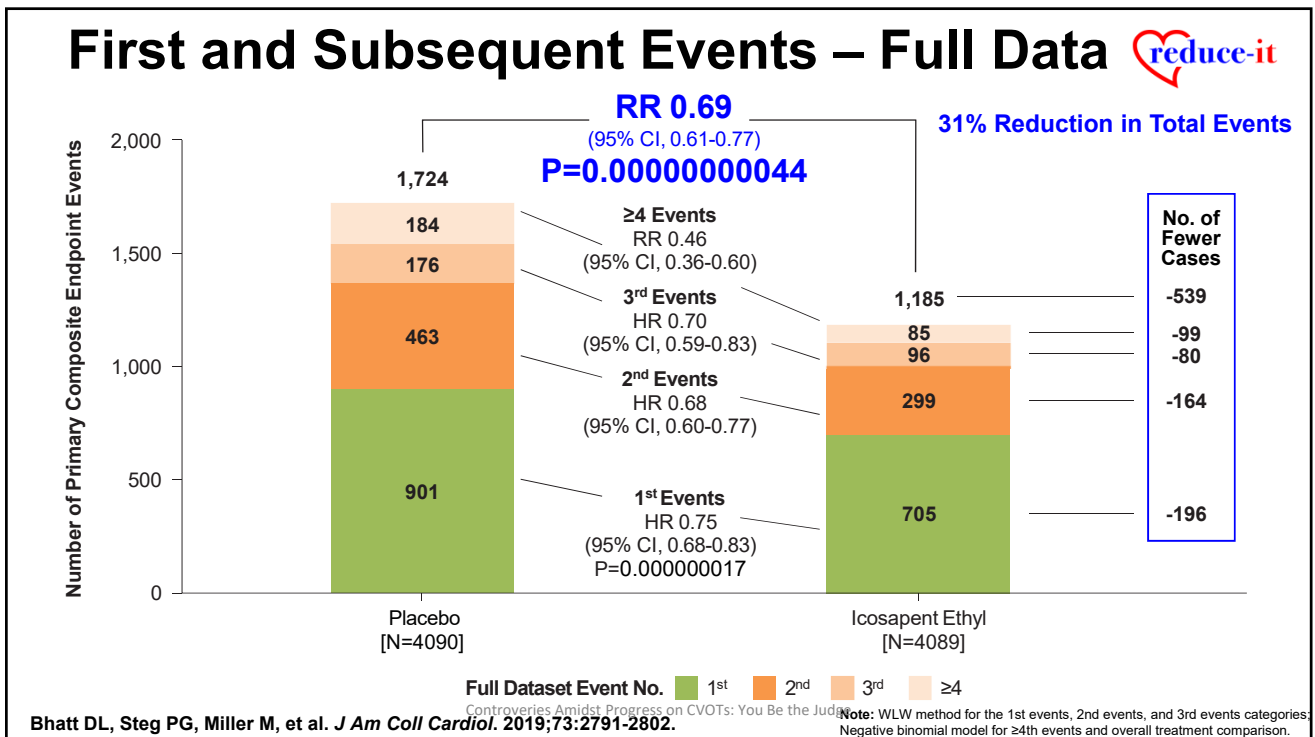 First and Subsequent Events – Full Data
reduce-it
RR 0.69
(95% CI, 0.61-0.77)
P=0.00000000044
31% Reduction in Total Events
Number of Primary Composite Endpoint Events
2,000
1,500
1,000
500
0
1,724
184
176
463
901
≥4 Events
RR 0.46
(95% CI, 0.36-0.60)
3rd Events
HR 0.70
(95% CI, 0.59-0.83)
2nd Events
HR 0.68
(95% CI, 0.60-0.77)
1st Events
HR 0.75
(95% CI, 0.68-0.83)
P=0.000000017
1,185
85
96
299
705
No. of
Fewer
Cases
-539
-99
-80
-164
-196
Placebo
[N=4090]
Icosapent Ethyl
[N=4089]
Full Dataset Event No. 1st 2nd 3rd ≥4
Controveries Amidst Progress on CVOTs: You Be the Judge
Bhatt DL, Steg PG, Miller M, et al. J Am Coll Cardiol. 2019;73:2791-2802.
Note: WLW method for the 1st events, 2nd events, and 3rd events categories;
Negative binomial model for ≥4th events and overall treatment comparison.